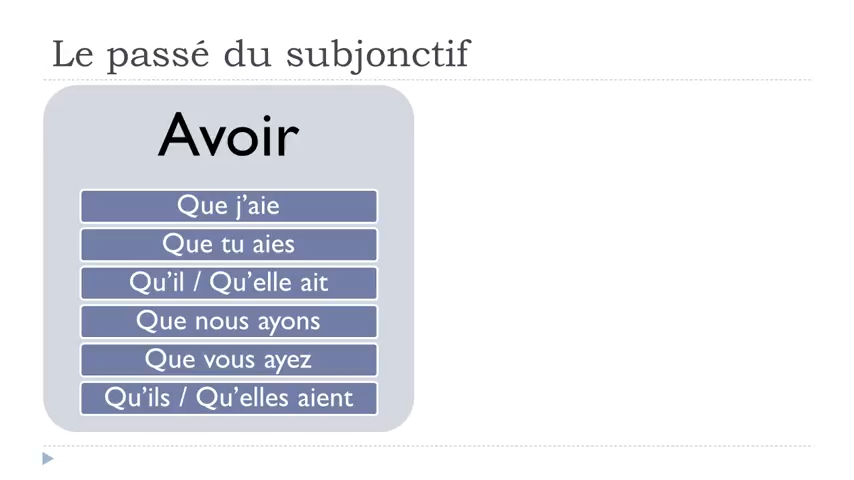 Le passé du subjonctif
Avoir
Que j’aie
Que tu aies
Qu’il / Qu’elle ait
Que nous ayons
Que vous ayez
Qu’ils / Qu’elles aient